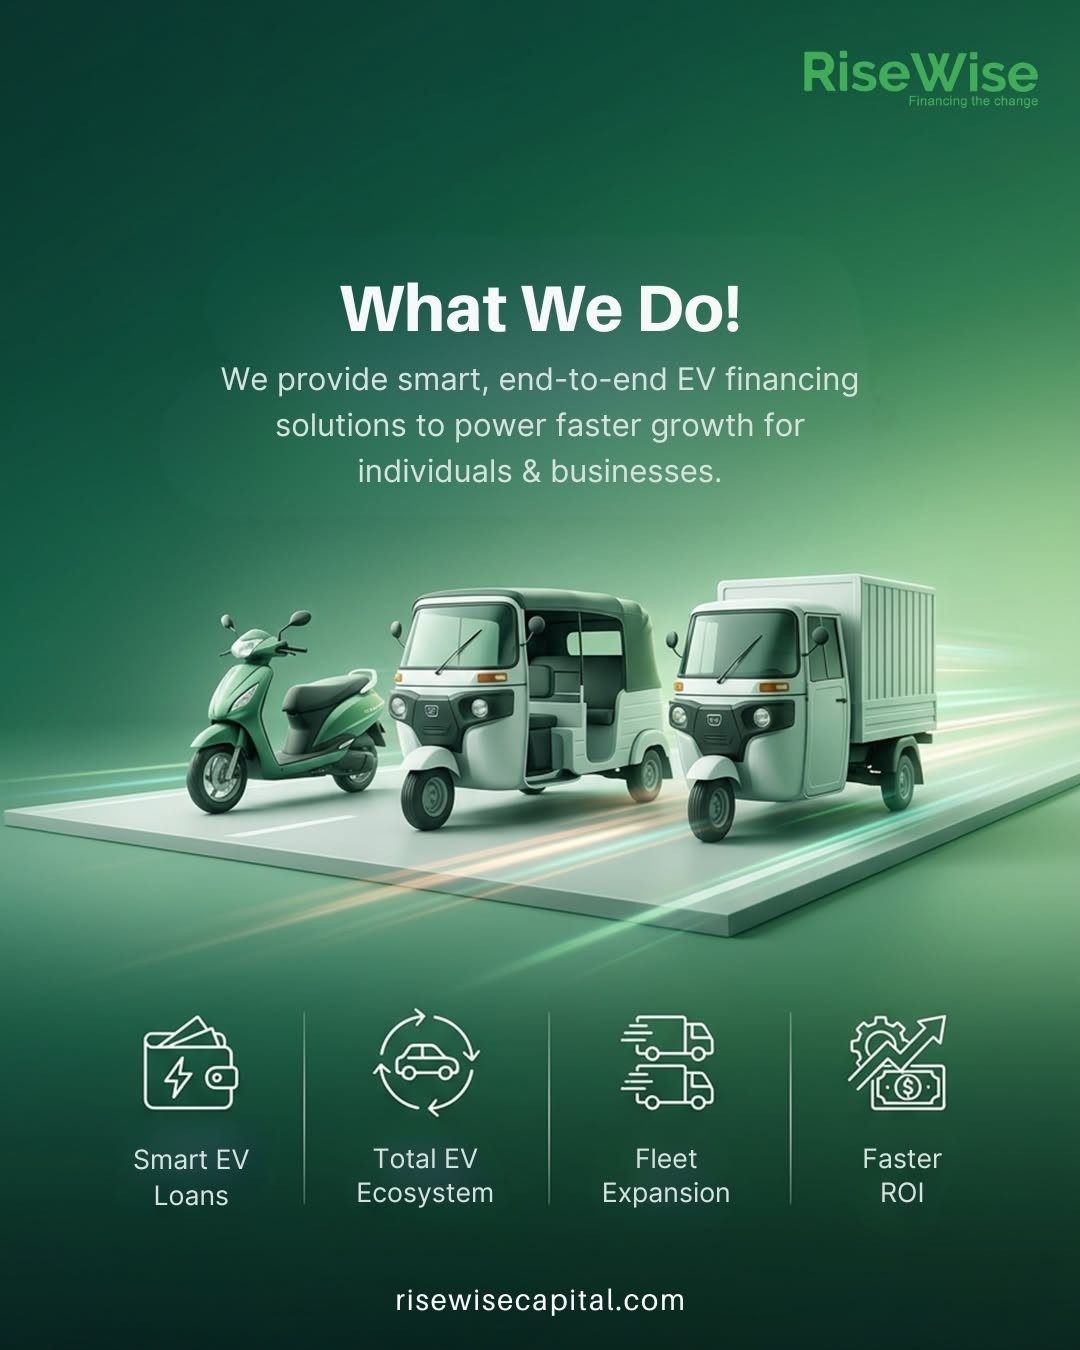 RiseWise
Financing the change
What We Do!
We provide smart, end-to-end EV financing
solutions to power faster growth for
individuals & businesses.
Smart EV
Loans
Total EV
Ecosystem
Fleet
Expansion
Faster
ROI
risewisecapital.com